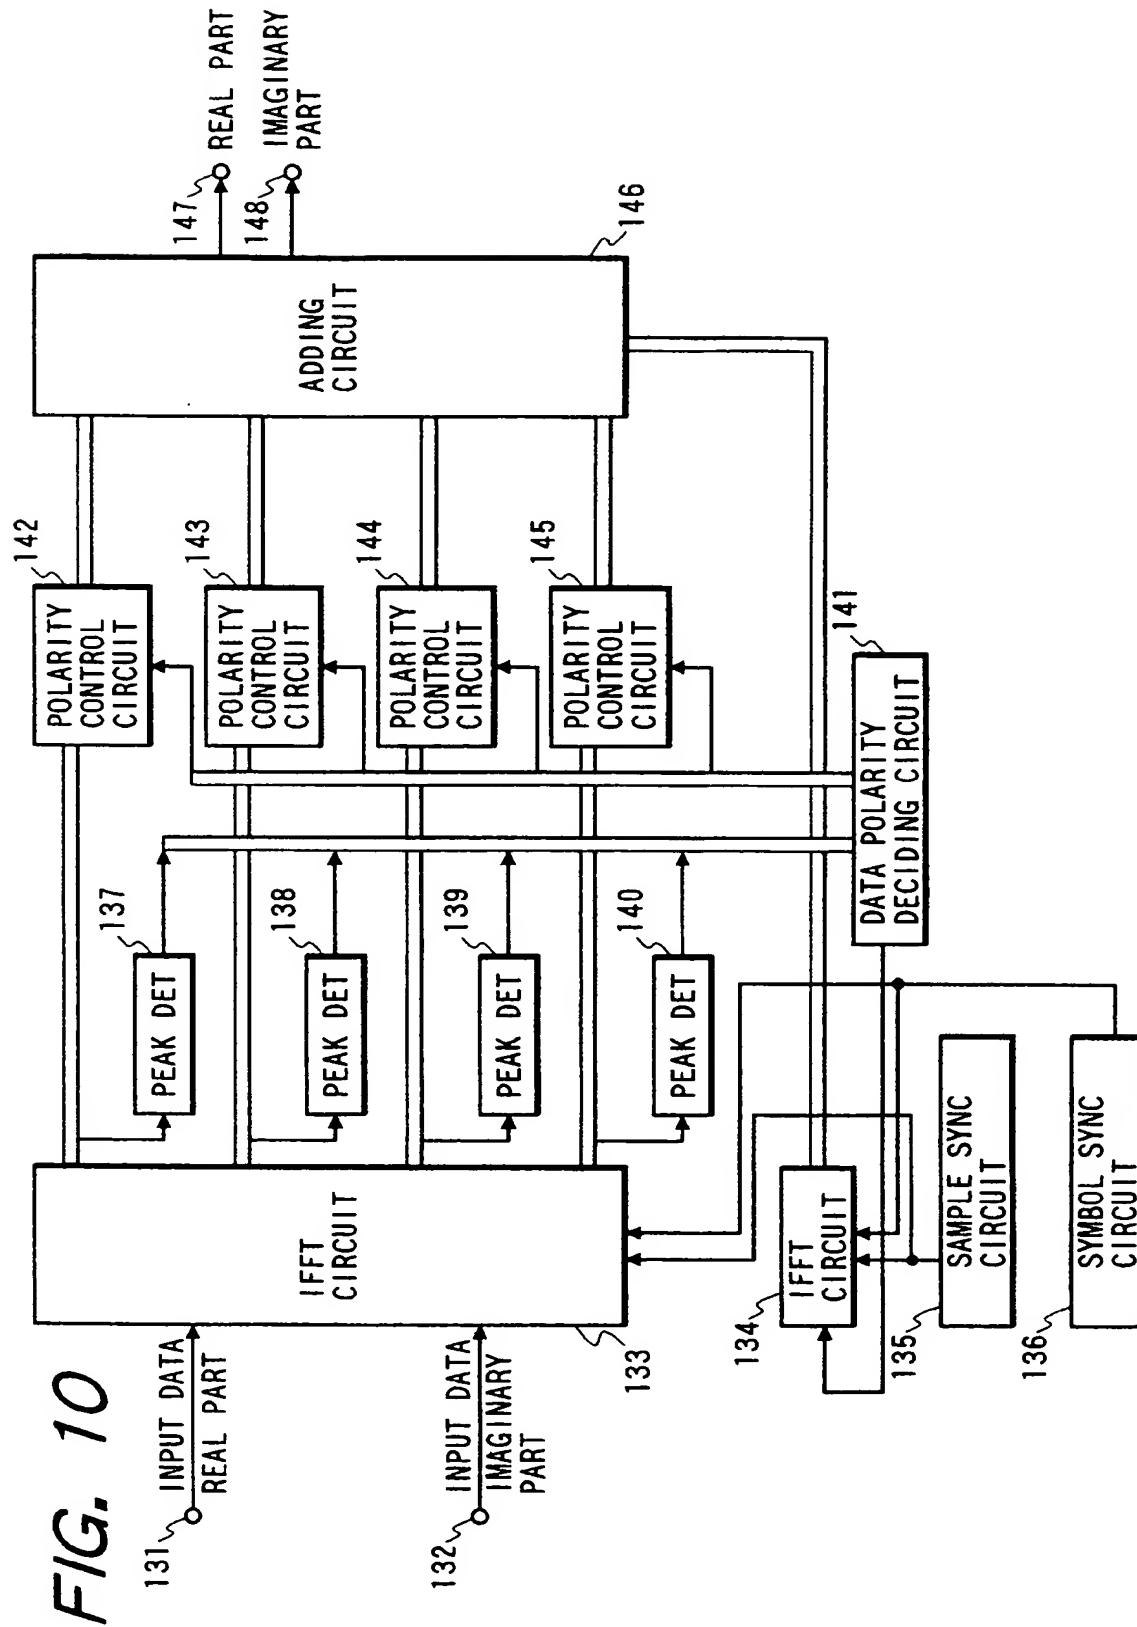 FIG. 10
131
INPUT DATA
REAL PART
132
INPUT DATA
IMAGINARY
PART
133
IFFT
CIRCUIT
134
IFFT
CIRCUIT
135
SAMPLE SYNC
CIRCUIT
136
SYMBOL SYNC
CIRCUIT
137
PEAK DET
138
PEAK DET
139
PEAK DET
140
PEAK DET
141
DATA POLARITY
DECIDING CIRCUIT
142
POLARITY
CONTROL
CIRCUIT
143
POLARITY
CONTROL
CIRCUIT
144
POLARITY
CONTROL
CIRCUIT
145
POLARITY
CONTROL
CIRCUIT
146
ADDING
CIRCUIT
147
REAL PART
148
IMAGINARY
PART